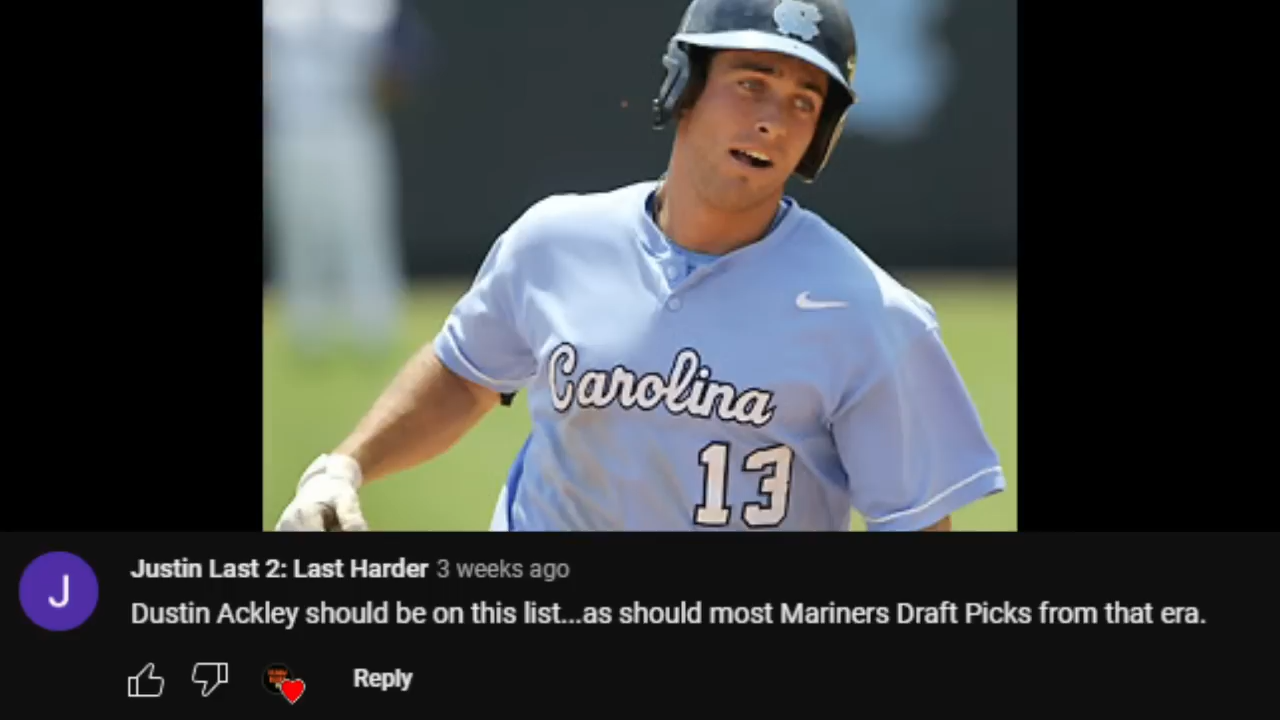 Carolina
13
J
Justin Last 2: Last Harder 3 weeks ago
Dustin Ackley should be on this list...as should most Mariners Draft Picks from that era.
Reply